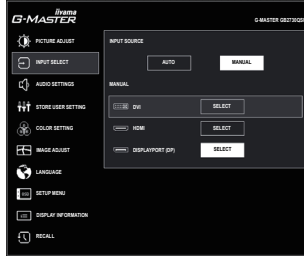 iiyama
G-MASTER
G-MASTER GB2730QSU
PICTURE ADJUST
INPUT SELECT
AUDIO SETTINGS
STORE USER SETTING
COLOR SETTING
IMAGE ADJUST
LANGUAGE
SETUP MENU
DISPLAY INFORMATION
RECALL
INPUT SOURCE
AUTO
MANUAL
MANUAL
DVI
SELECT
HDMI
SELECT
DISPLAYPORT (DP)
SELECT